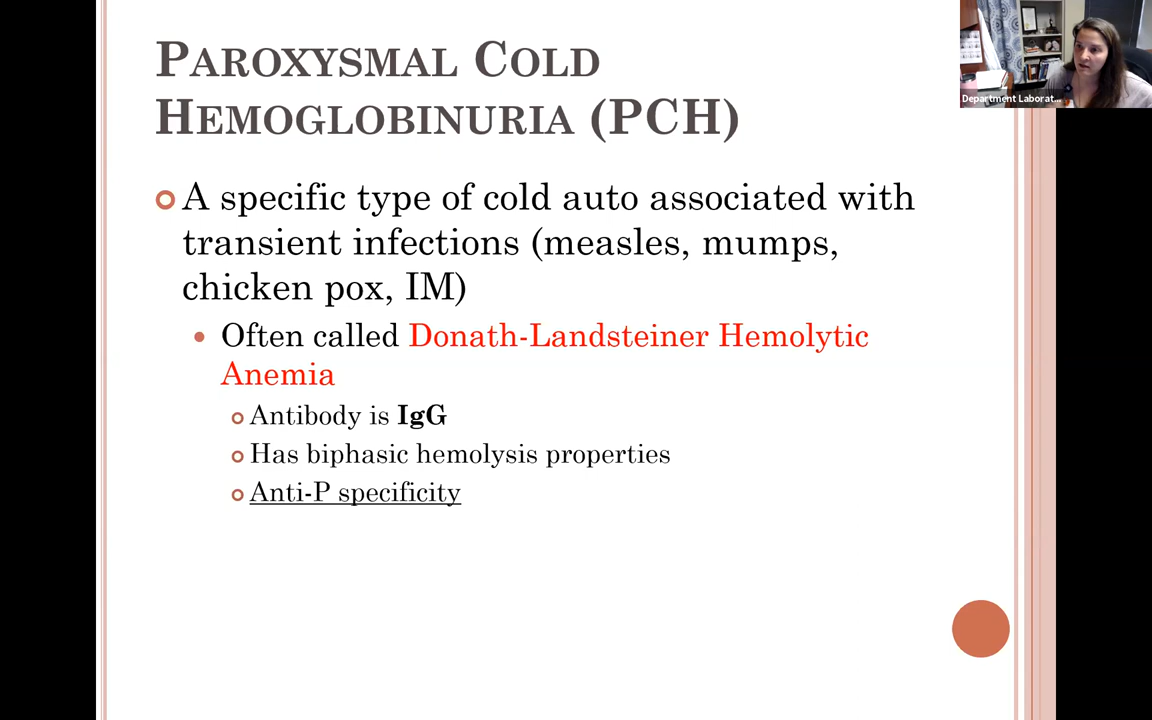 PAROXYSMAL COLD
HEMOGLOBINURIA (PCH)
A specific type of cold auto associated with
transient infections (measles, mumps,
chicken pox, IM)
Often called Donath-Landsteiner Hemolytic
Anemia
Antibody is IgG
Has biphasic hemolysis properties
Anti-P specificity
Department Laborat...